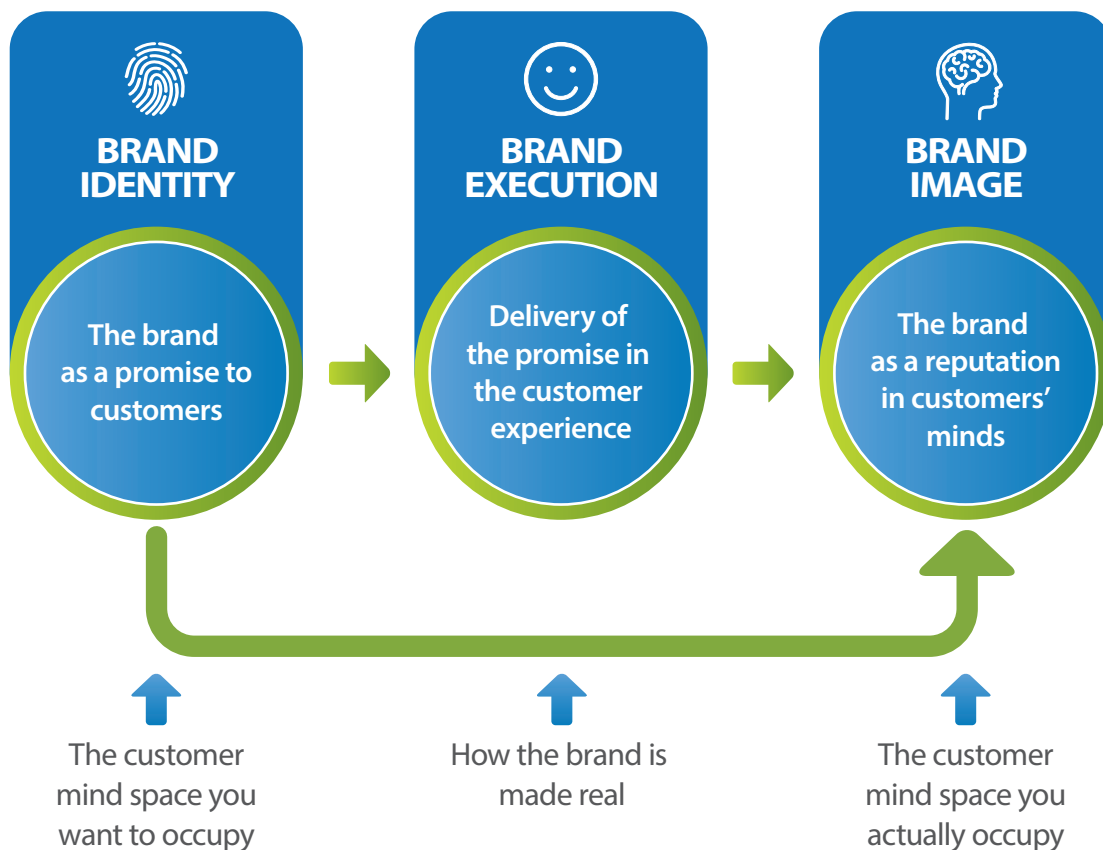 BRAND
IDENTITY
The brand
as a promise to
customers
BRAND
EXECUTION
Delivery of
the promise in
the customer
experience
BRAND
IMAGE
The brand
as a reputation
in customers’
minds
The customer
mind space you
want to occupy
How the brand is
made real
The customer
mind space you
actually occupy